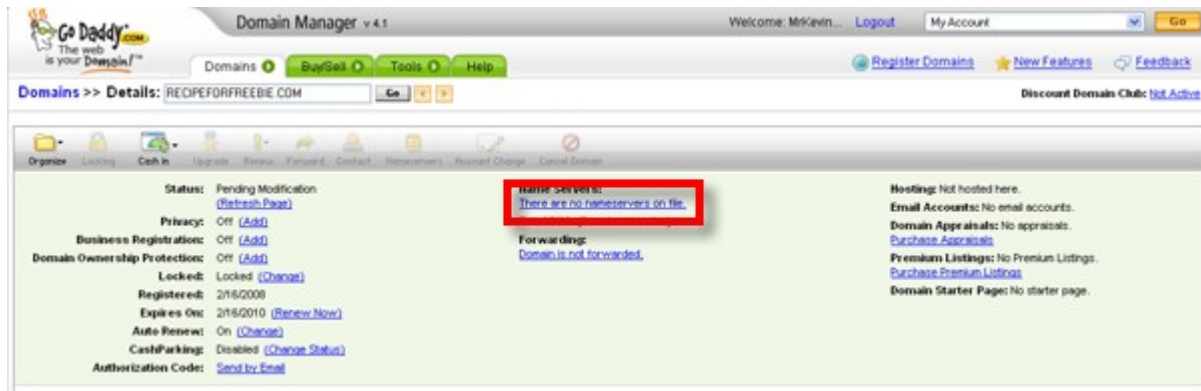 Go Daddy.COM
The web
is your Domain!™
Domain Manager v 4.1
Welcome: MrKevin... Logout My Account Go
Domains Buy/Sell Tools Help
Register Domains New Features Feedback
Domains >> Details: RECIPEFORFREEBIE.COM Go
Discount Domain Club: Not Active
Organize Locking Cash in Upgrade Renew Forward Contact Nameservers Account Change Cancel Domain
Status: Pending Modification
(Refresh Page)
Privacy: Off (Add)
Business Registration: Off (Add)
Domain Ownership Protection: Off (Add)
Locked: Locked (Change)
Registered: 2/16/2008
Expires On: 2/16/2010 (Renew Now)
Auto Renew: On (Change)
CashParking: Disabled (Change Status)
Authorization Code: Send by Email
Name Servers:
There are no nameservers on file.
Forwarding:
Domain is not forwarded.
Hosting: Not hosted here.
Email Accounts: No email accounts.
Domain Appraisals: No appraisals.
Purchase Appraisals
Premium Listings: No Premium Listings.
Purchase Premium Listings
Domain Starter Page: No starter page.